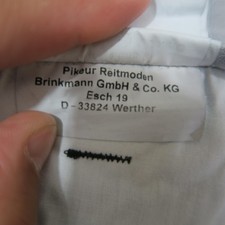 Pikeur Reitmoden
Brinkmann GmbH & Co. KG
Esch 19
D - 33824 Werther